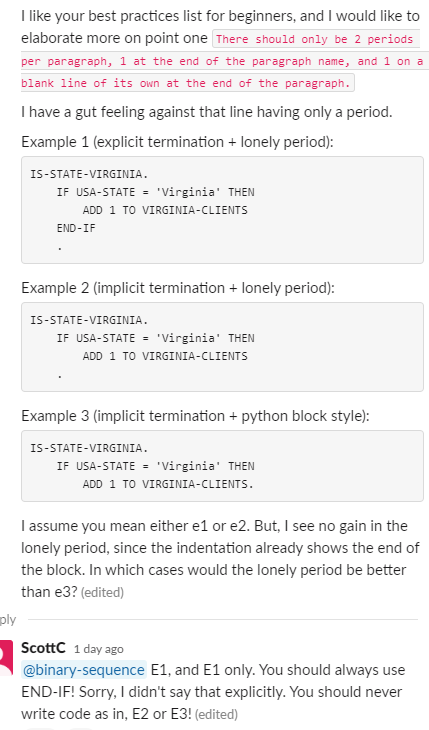 I like your best practices list for beginners, and I would like to
elaborate more on point one There should only be 2 periods
per paragraph, 1 at the end of the paragraph name, and 1 on a
blank line of its own at the end of the paragraph.
I have a gut feeling against that line having only a period.
Example 1 (explicit termination + lonely period):
IS-STATE-VIRGINIA.
    IF USA-STATE = 'Virginia' THEN
        ADD 1 TO VIRGINIA-CLIENTS
    END-IF
    .
Example 2 (implicit termination + lonely period):
IS-STATE-VIRGINIA.
    IF USA-STATE = 'Virginia' THEN
        ADD 1 TO VIRGINIA-CLIENTS
    .
Example 3 (implicit termination + python block style):
IS-STATE-VIRGINIA.
    IF USA-STATE = 'Virginia' THEN
        ADD 1 TO VIRGINIA-CLIENTS.
I assume you mean either e1 or e2. But, I see no gain in the
lonely period, since the indentation already shows the end of
the block. In which cases would the lonely period be better
than e3? (edited)
ply
ScottC 1 day ago
@binary-sequence E1, and E1 only. You should always use
END-IF! Sorry, I didn't say that explicitly. You should never
write code as in, E2 or E3! (edited)